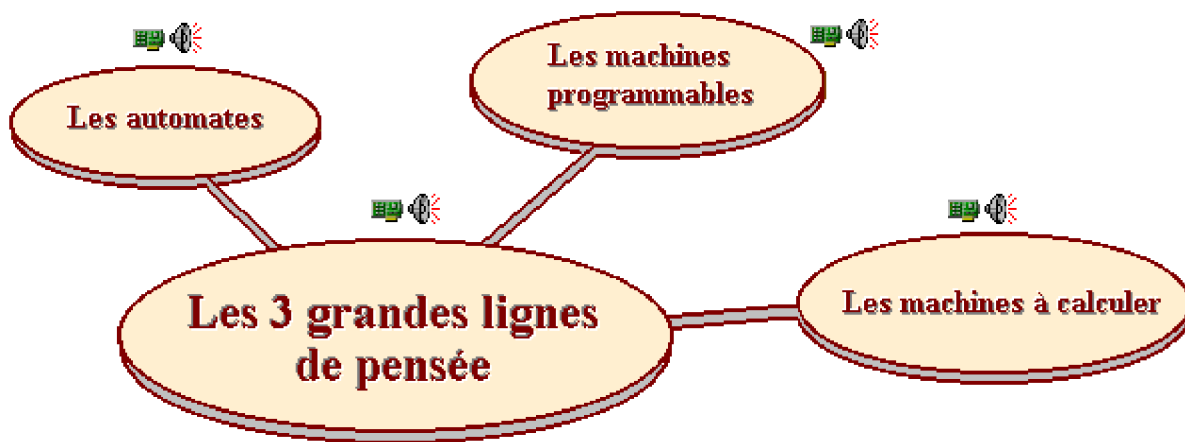 Les automates
Les machines
programmables
Les 3 grandes lignes
de pensée
Les machines à calculer